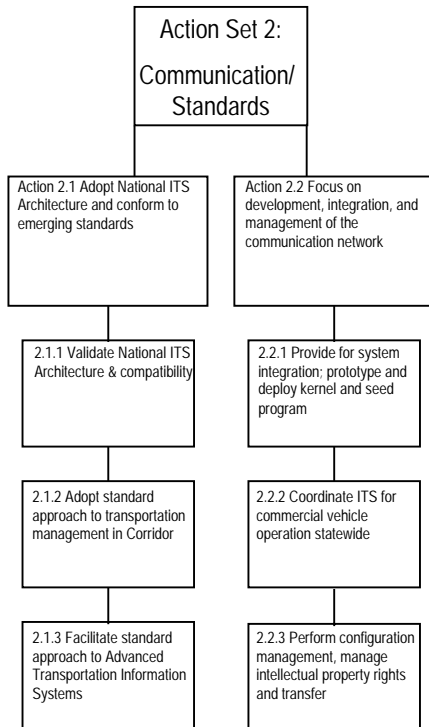 Action Set 2:
Communication/
Standards
Action 2.1 Adopt National ITS
Architecture and conform to
emerging standards
Action 2.2 Focus on
development, integration, and
management of the
communication network
2.1.1 Validate National ITS
Architecture & compatibility
2.2.1 Provide for system
integration; prototype and
deploy kernel and seed
program
2.1.2 Adopt standard
approach to transportation
management in Corridor
2.2.2 Coordinate ITS for
commercial vehicle
operation statewide
2.1.3 Facilitate standard
approach to Advanced
Transportation Information
Systems
2.2.3 Perform configuration
management, manage
intellectual property rights
and transfer